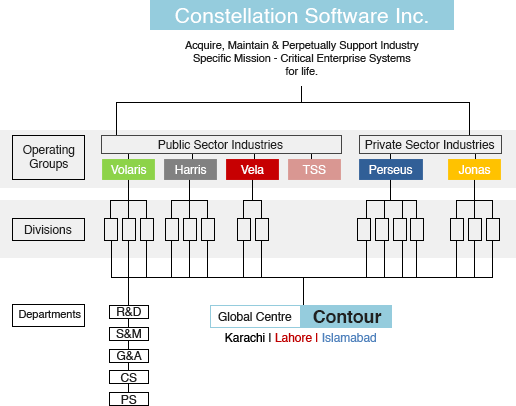 Constellation Software Inc.
Acquire, Maintain & Perpetually Support Industry
Specific Mission - Critical Enterprise Systems
for life.
Operating
Groups
Public Sector Industries
Private Sector Industries
Volaris
Harris
Vela
TSS
Perseus
Jonas
Divisions
Departments
R&D
S&M
G&A
CS
PS
Global Centre
Contour
Karachi I Lahore I Islamabad